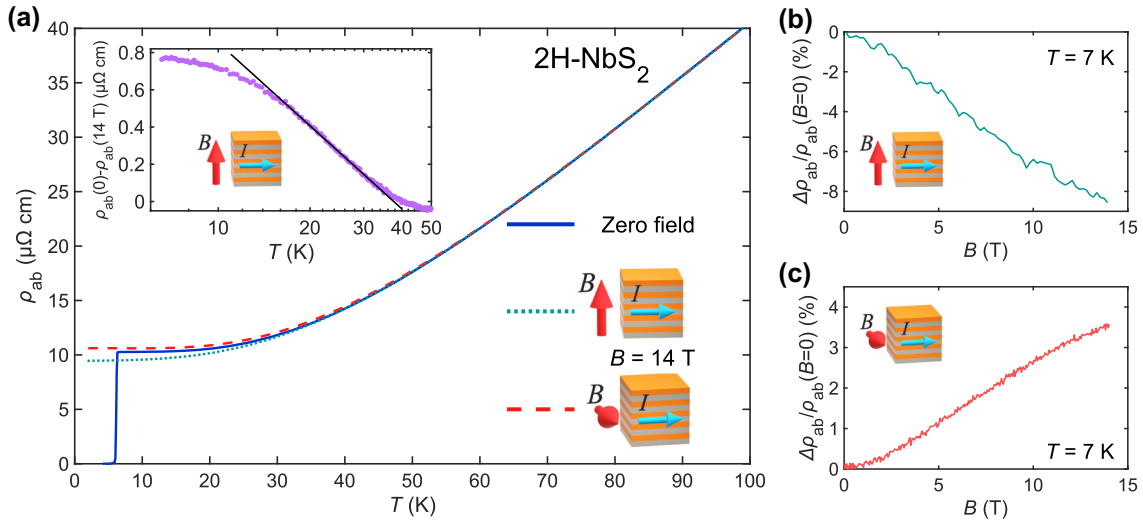 (a)
40
35
30
25
20
15
10
5
0
ρab (μΩ cm)
0 10 20 30 40 50 60 70 80 90 100
T (K)
2H-NbS2
0.8
0.6
0.4
0.2
0
ρab(0)-ρab(14 T) (μΩ cm)
10 20 30 40 50
T (K)
B
I
Zero field
B
I
B = 14 T
B
I
(b)
0
-2
-4
-6
-8
Δρab/ρab(B=0) (%)
T = 7 K
B
I
0 5 10 15
B (T)
(c)
4
3
2
1
0
Δρab/ρab(B=0) (%)
B
I
T = 7 K
0 5 10 15
B (T)